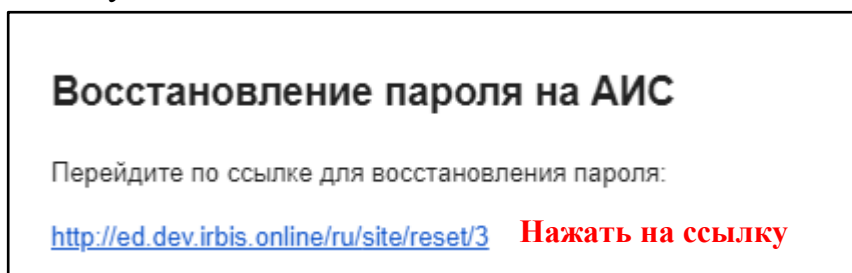 Восстановление пароля на АИС
Перейдите по ссылке для восстановления пароля:
http://ed.dev.irbis.online/ru/site/reset/3 Нажать на ссылку